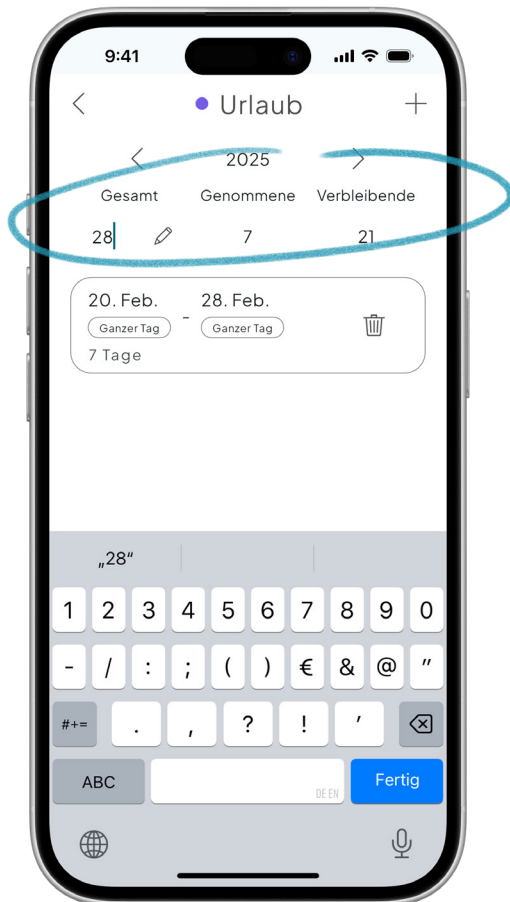 9:41
Urlaub
2025
Gesamt Genommene Verbleibende
28 7 21
20. Feb. - 28. Feb.
Ganzer Tag Ganzer Tag
7 Tage
„28“
1 2 3 4 5 6 7 8 9 0
- / : ; ( ) € & @ "
#+= . , ? ! ’
ABC DE EN Fertig